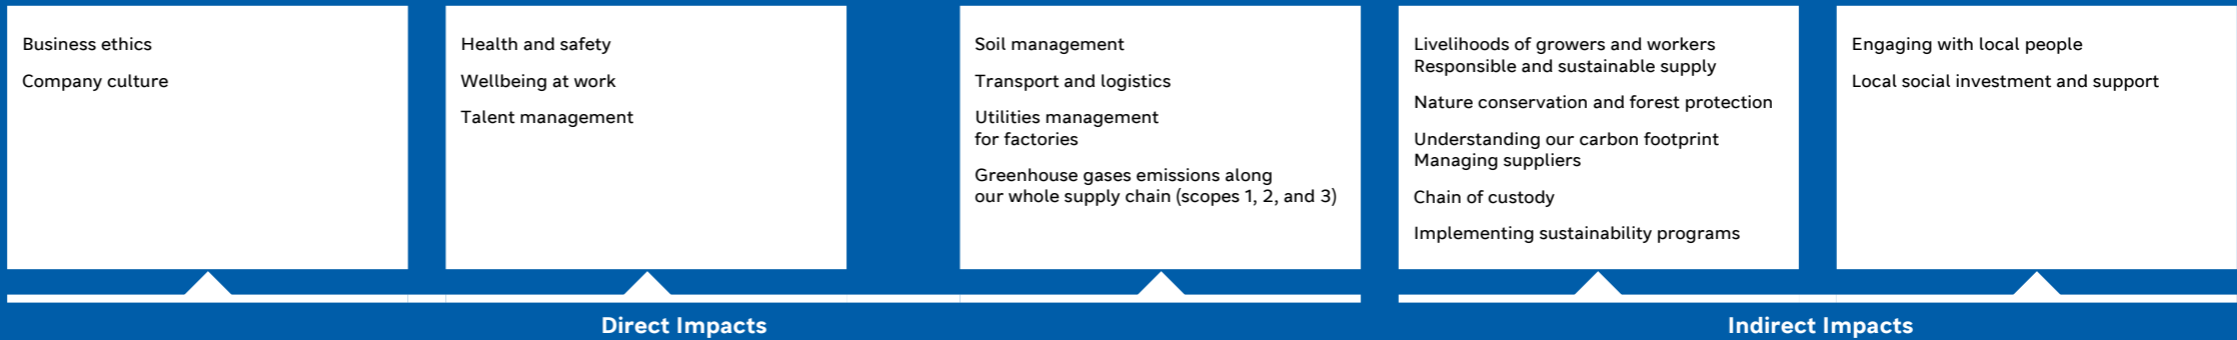 Business ethics
Company culture
Health and safety
Wellbeing at work
Talent management
Soil management
Transport and logistics
Utilities management
for factories
Greenhouse gases emissions along
our whole supply chain (scopes 1, 2, and 3)
Livelihoods of growers and workers
Responsible and sustainable supply
Nature conservation and forest protection
Understanding our carbon footprint
Managing suppliers
Chain of custody
Implementing sustainability programs
Engaging with local people
Local social investment and support
Direct Impacts
Indirect Impacts